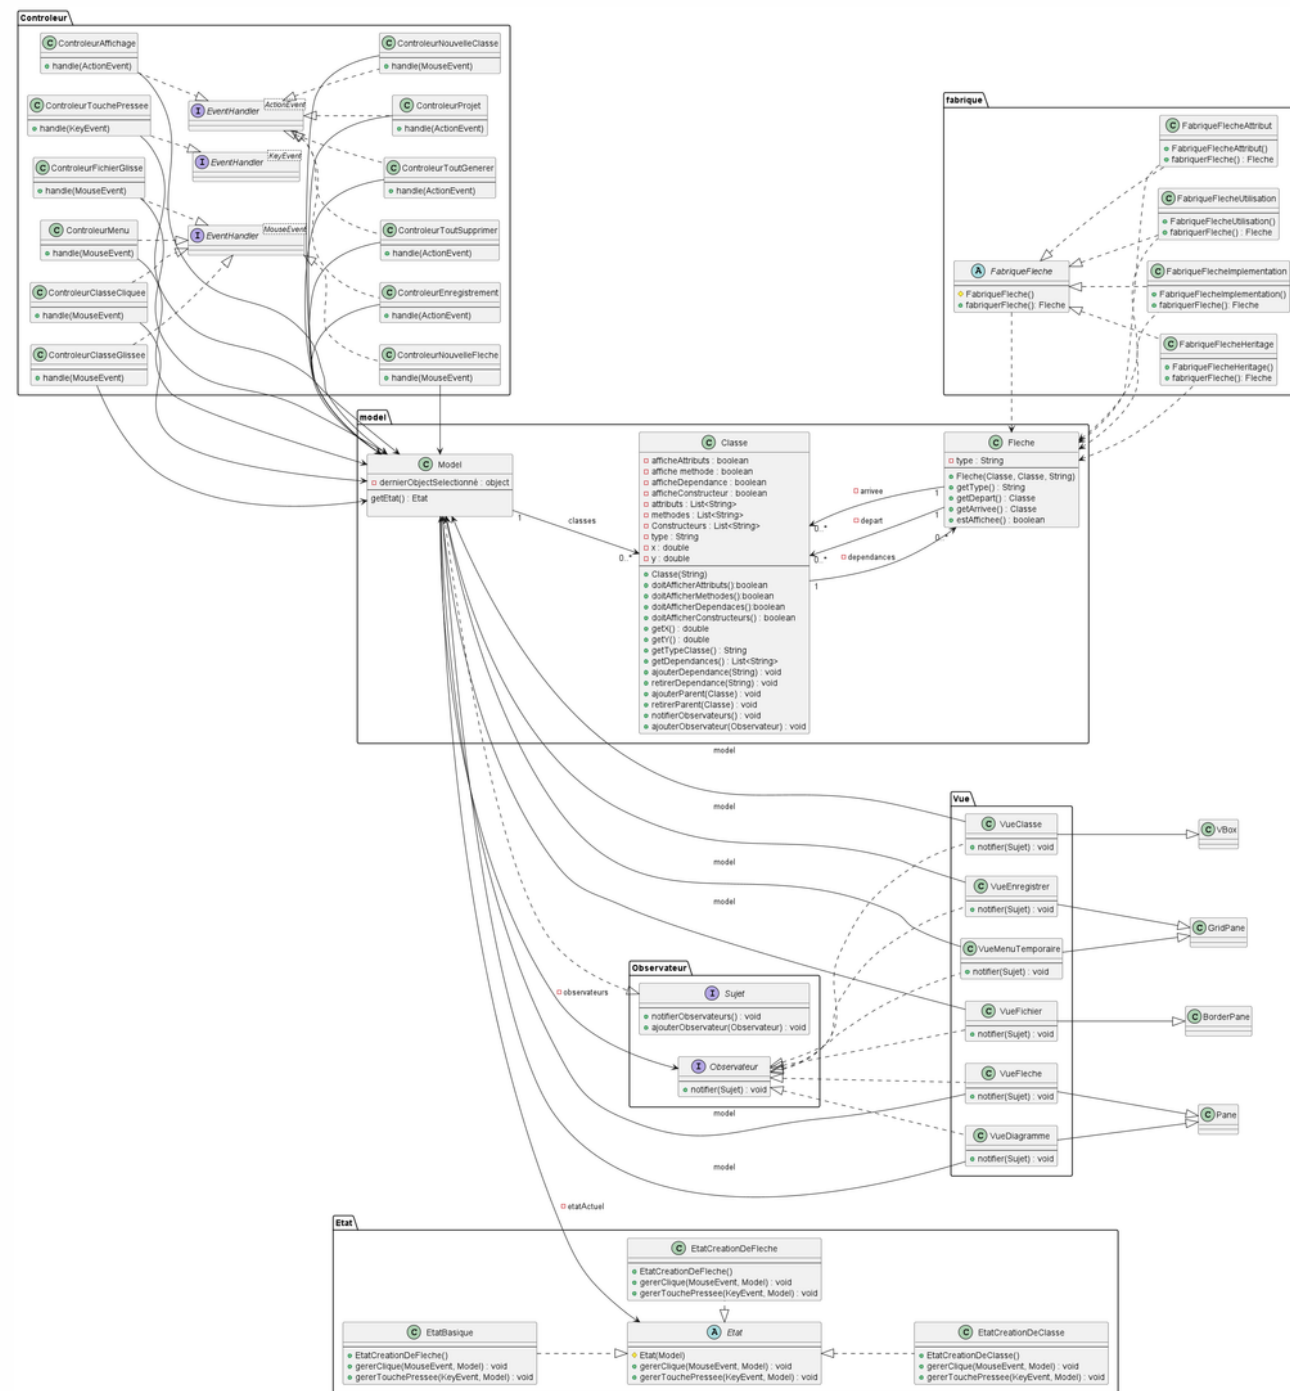 Controleur
C ControleurAffichage
handle(ActionEvent)
C ControleurTouchePressee
handle(KeyEvent)
C ControleurFichierGlisse
handle(MouseEvent)
C ControleurMenu
handle(MouseEvent)
C ControleurClasseCliquee
handle(MouseEvent)
C ControleurClasseGlissee
handle(MouseEvent)
I EventHandler ActionEvent
I EventHandler KeyEvent
I EventHandler MouseEvent
C ControleurNouvelleClasse
handle(MouseEvent)
C ControleurProjet
handle(ActionEvent)
C ControleurToutGenerer
handle(ActionEvent)
C ControleurToutSupprimer
handle(ActionEvent)
C ControleurEnregistrement
handle(ActionEvent)
C ControleurNouvelleFleche
handle(MouseEvent)
fabrique
C FabriqueFlecheAttribut
FabriqueFlecheAttribut()
fabriquerFleche() : Fleche
C FabriqueFlecheUtilisation
FabriqueFlecheUtilisation()
fabriquerFleche() : Fleche
A FabriqueFleche
FabriqueFleche()
fabriquerFleche(): Fleche
C FabriqueFlecheImplementation
FabriqueFlecheImplementation()
fabriquerFleche(): Fleche
C FabriqueFlecheHeritage
FabriqueFlecheHeritage()
fabriquerFleche(): Fleche
model
C Model
dernierObjectSelectionné : object
getEtat() : Etat
1
classes
0..*
C Classe
afficheAttributs : boolean
affiche methode : boolean
afficheDependance : boolean
afficheConstructeur : boolean
attributs : List<String>
methodes : List<String>
Constructeurs : List<String>
type : String
x : double
y : double
Classe(String)
doitAfficherAttributs():boolean
doitAfficherMethodes():boolean
doitAfficherDependaces():boolean
doitAfficherConstructeurs() : boolean
getX() : double
getY() : double
getTypeClasse() : String
getDependances() : List<String>
ajouterDependance(String) : void
retirerDependance(String) : void
ajouterParent(Classe) : void
retirerParent(Classe) : void
notifierObservateurs() : void
ajouterObservateur(Observateur) : void
arrivee
1
0..*
depart
1
0..*
dependances
0..*
1
C Fleche
type : String
Fleche(Classe, Classe, String)
getType() : String
getDepart() : Classe
getArrivee() : Classe
estAffichee() : boolean
model
model
model
model
Vue
C VueClasse
notifier(Sujet) : void
C VueEnregistrer
notifier(Sujet) : void
C VueMenuTemporaire
notifier(Sujet) : void
C VueFichier
notifier(Sujet) : void
C VueFleche
notifier(Sujet) : void
C VueDiagramme
notifier(Sujet) : void
C VBox
C GridPane
C BorderPane
C Pane
Observateur
I Sujet
notifierObservateurs() : void
ajouterObservateur(Observateur) : void
I Observateur
notifier(Sujet) : void
observateurs
model
model
etatActuel
Etat
C EtatCreationDeFleche
EtatCreationDeFleche()
gererClique(MouseEvent, Model) : void
gererTouchePressee(KeyEvent, Model) : void
C EtatBasique
EtatCreationDeFleche()
gererClique(MouseEvent, Model) : void
gererTouchePressee(KeyEvent, Model) : void
A Etat
Etat(Model)
gererClique(MouseEvent, Model) : void
gererTouchePressee(KeyEvent, Model) : void
C EtatCreationDeClasse
EtatCreationDeClasse()
gererClique(MouseEvent, Model) : void
gererTouchePressee(KeyEvent, Model) : void